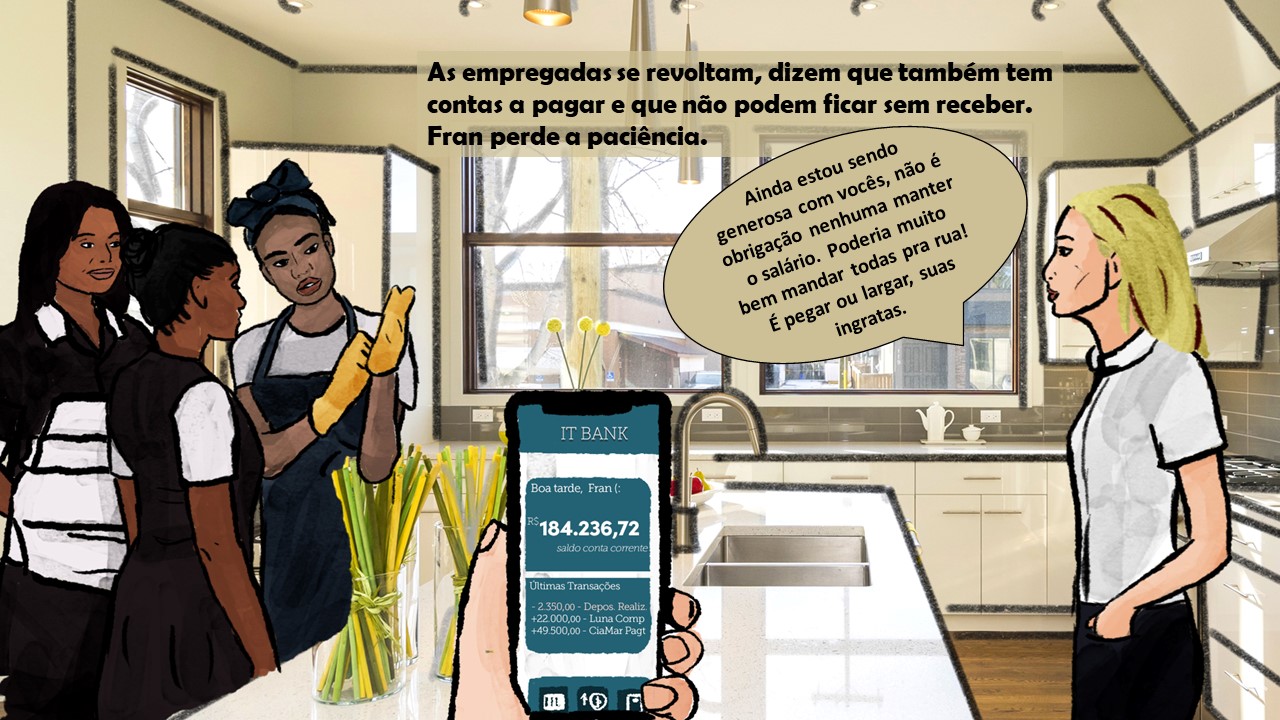 As empregadas se revoltam, dizem que também tem
contas a pagar e que não podem ficar sem receber.
Fran perde a paciência.
Ainda estou sendo
generosa com vocês, não é
obrigação nenhuma manter
o salário. Poderia muito
bem mandar todas pra rua!
É pegar ou largar, suas
ingratas.
IT BANK
Boa tarde, Fran (:
R$184.236,72
saldo conta corrente
Últimas Transações
- 2.350,00 - Depos. Realiz.
+22.000,00 - Luna Comp
+49.500,00 - CiaMar Pagt